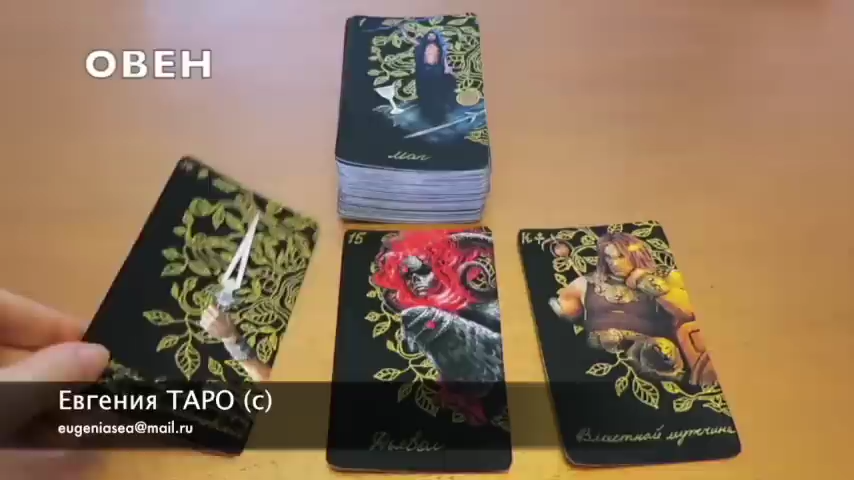 ОВЕН
маг
15
Дьявол
Властный мужчина
Евгения ТАРО (с)
eugeniasea@mail.ru